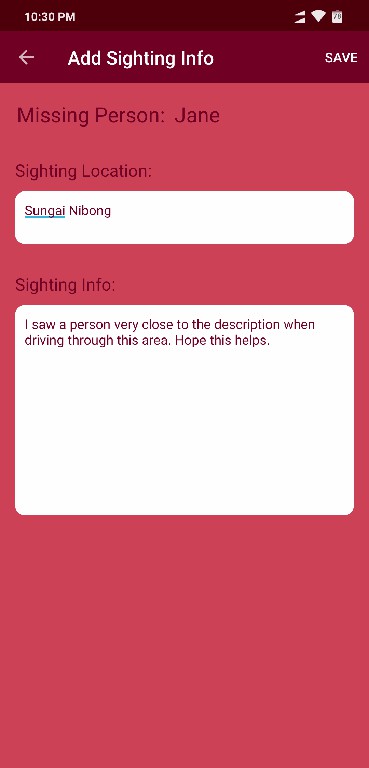 10:30 PM
78
Add Sighting Info
SAVE
Missing Person: Jane
Sighting Location:
Sungai Nibong
Sighting Info:
I saw a person very close to the description when
driving through this area. Hope this helps.